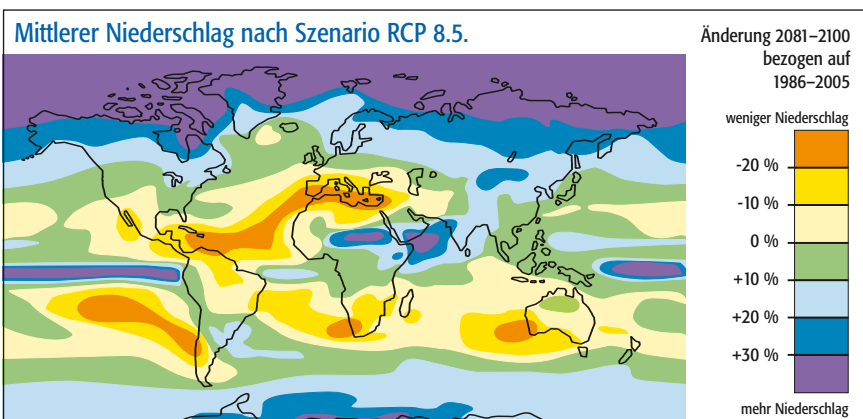 Mittlerer Niederschlag nach Szenario RCP 8.5.
Änderung 2081–2100
bezogen auf
1986–2005
weniger Niederschlag
-20 %
-10 %
0 %
+10 %
+20 %
+30 %
mehr Niederschlag